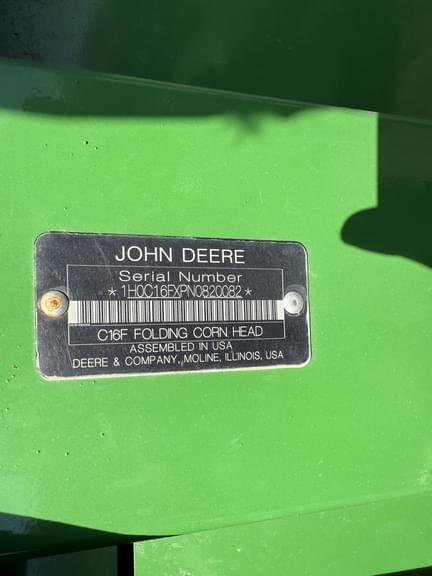 JOHN DEERE
Serial Number
*1H0C16FXPN0820082*
C16F FOLDING CORN HEAD
ASSEMBLED IN USA
DEERE & COMPANY, MOLINE, ILLINOIS, USA